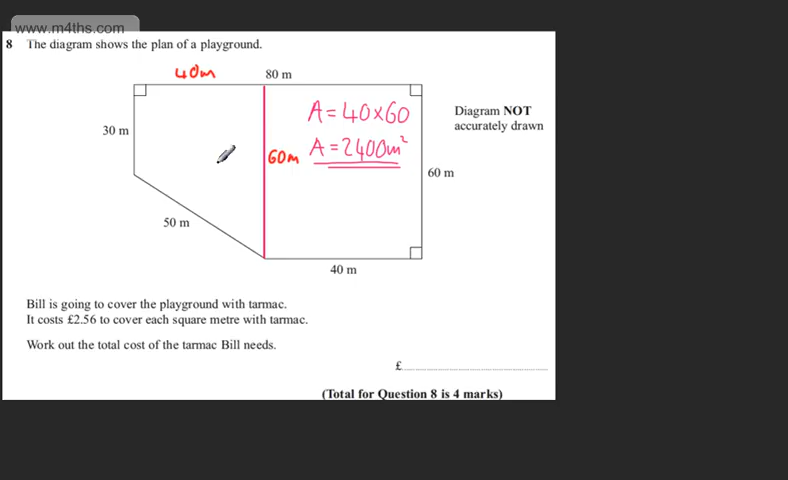 www.m4ths.com
8 The diagram shows the plan of a playground.
40m
80 m
30 m
A = 40 x 60
Diagram NOT
accurately drawn
60m
A = 2400m²
60 m
50 m
40 m
Bill is going to cover the playground with tarmac.
It costs £2.56 to cover each square metre with tarmac.
Work out the total cost of the tarmac Bill needs.
£
(Total for Question 8 is 4 marks)